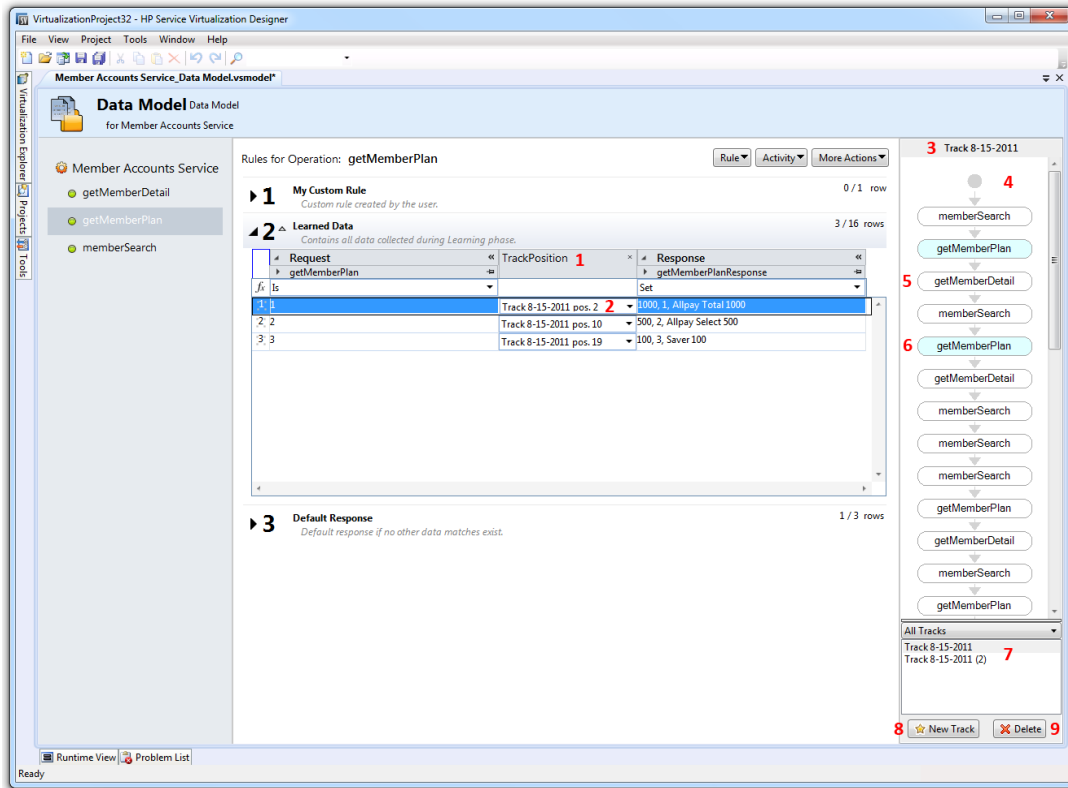 VirtualizationProject32 - HP Service Virtualization Designer
File View Project Tools Window Help
Member Accounts Service_Data Model.vsmodel*
Virtualization Explorer
Projects
Tools
Data Model Data Model
for Member Accounts Service
Member Accounts Service
getMemberDetail
getMemberPlan
memberSearch
Rules for Operation: getMemberPlan
Rule Activity More Actions
1 My Custom Rule 0 / 1 row
Custom rule created by the user.
2 Learned Data 3 / 16 rows
Contains all data collected during Learning phase.
Request TrackPosition 1 Response
getMemberPlan getMemberPlanResponse
fx Is Set
1 1 Track 8-15-2011 pos. 2 2 1000, 1, Allpay Total 1000
2 2 Track 8-15-2011 pos. 10 500, 2, Allpay Select 500
3 3 Track 8-15-2011 pos. 19 100, 3, Saver 100
3 Default Response 1 / 3 rows
Default response if no other data matches exist.
3 Track 8-15-2011
4
memberSearch
getMemberPlan
5 getMemberDetail
memberSearch
6 getMemberPlan
getMemberDetail
memberSearch
memberSearch
memberSearch
getMemberPlan
getMemberDetail
memberSearch
getMemberPlan
All Tracks
Track 8-15-2011
Track 8-15-2011 (2)
7
8 New Track Delete 9
Runtime View Problem List
Ready